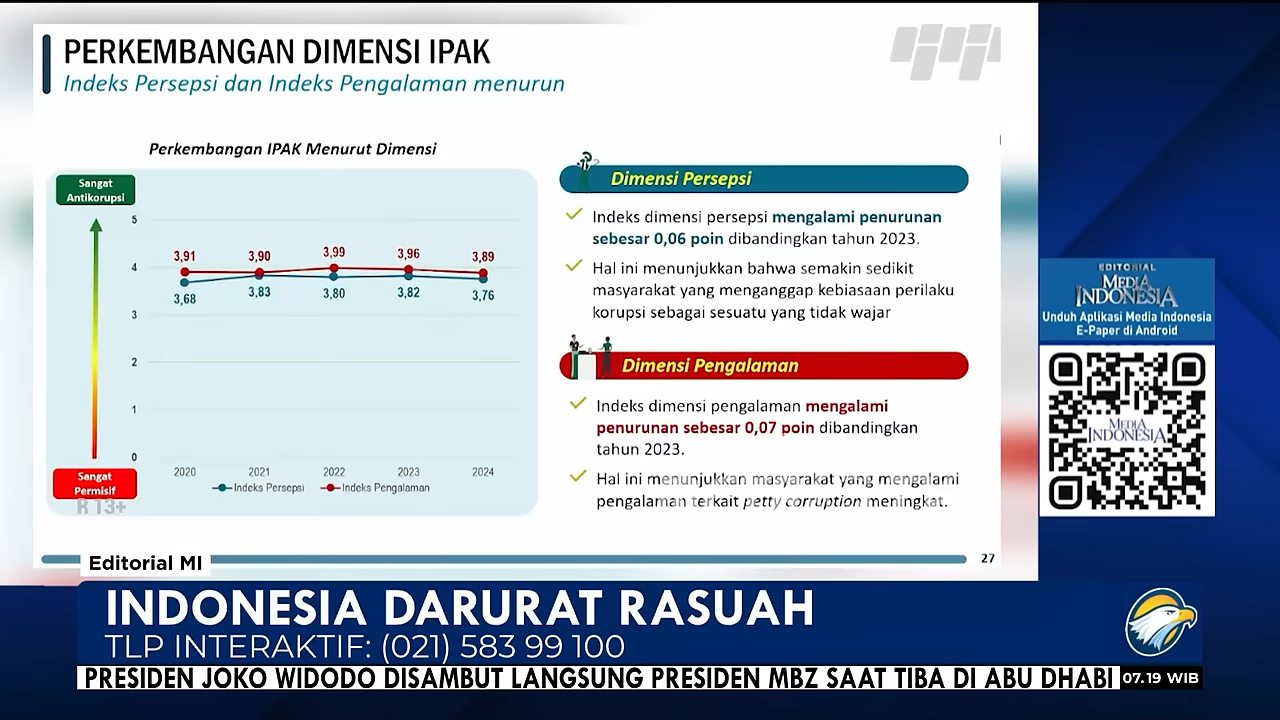 PERKEMBANGAN DIMENSI IPAK
Indeks Persepsi dan Indeks Pengalaman menurun
Perkembangan IPAK Menurut Dimensi
Sangat
Antikorupsi
5
4
3
2
1
0
3,91
3,90
3,99
3,96
3,89
3,68
3,83
3,80
3,82
3,76
2020
2021
2022
2023
2024
Indeks Persepsi
Indeks Pengalaman
Sangat
Permisif
R 13+
Dimensi Persepsi
Indeks dimensi persepsi mengalami penurunan
sebesar 0,06 poin dibandingkan tahun 2023.
Hal ini menunjukkan bahwa semakin sedikit
masyarakat yang menganggap kebiasaan perilaku
korupsi sebagai sesuatu yang tidak wajar
Dimensi Pengalaman
Indeks dimensi pengalaman mengalami
penurunan sebesar 0,07 poin dibandingkan
tahun 2023.
Hal ini menunjukkan masyarakat yang mengalami
pengalaman terkait petty corruption meningkat.
27
EDITORIAL
MEDIA
INDONESIA
Unduh Aplikasi Media Indonesia
E-Paper di Android
MEDIA
INDONESIA
Editorial MI
INDONESIA DARURAT RASUAH
TLP INTERAKTIF: (021) 583 99 100
PRESIDEN JOKO WIDODO DISAMBUT LANGSUNG PRESIDEN MBZ SAAT TIBA DI ABU DHABI
07.19 WIB